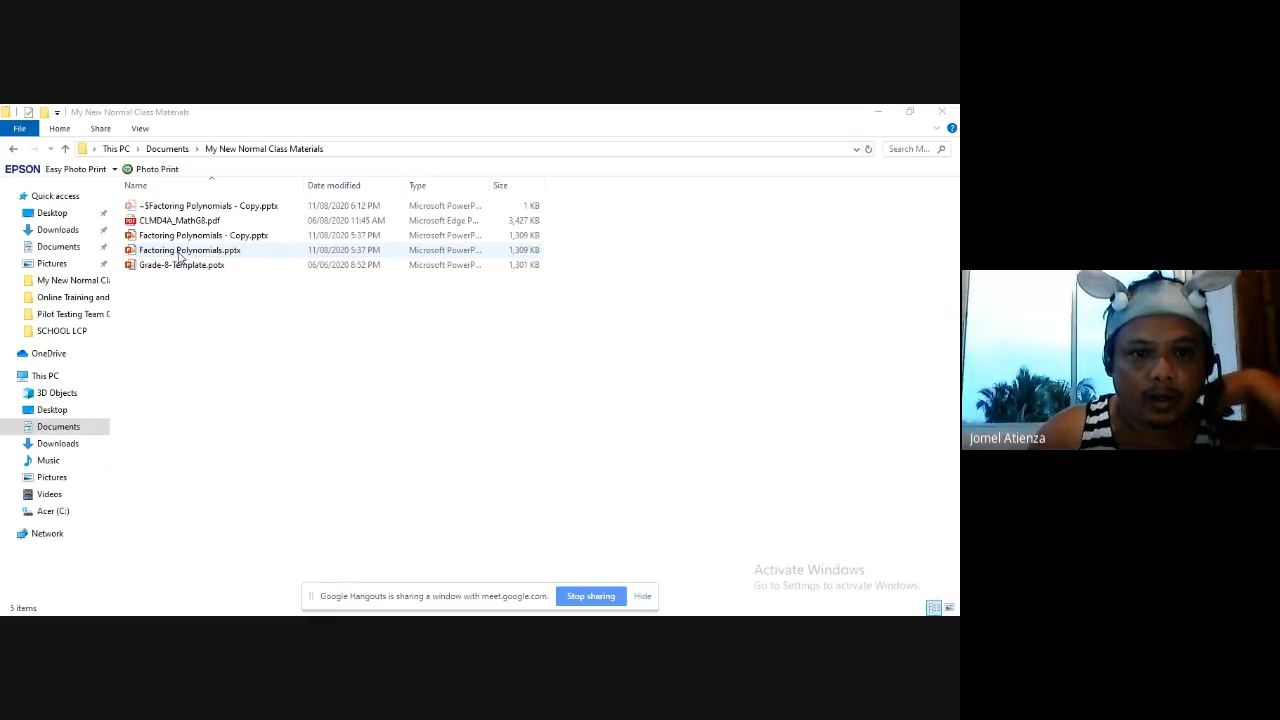 My New Normal Class Materials
File Home Share View
This PC Documents My New Normal Class Materials Search M...
EPSON Easy Photo Print Photo Print
Name Date modified Type Size
~$Factoring Polynomials - Copy.pptx 11/08/2020 6:12 PM Microsoft PowerP... 1 KB
CLMD4A_MathG8.pdf 06/08/2020 11:45 AM Microsoft Edge P... 3,427 KB
Factoring Polynomials - Copy.pptx 11/08/2020 5:37 PM Microsoft PowerP... 1,309 KB
Factoring Polynomials.pptx 11/08/2020 5:37 PM Microsoft PowerP... 1,309 KB
Grade-8-Template.potx 06/06/2020 8:52 PM Microsoft PowerP... 1,301 KB
Quick access
Desktop
Downloads
Documents
Pictures
My New Normal Cl
Online Training and
Pilot Testing Team
SCHOOL LCP
OneDrive
This PC
3D Objects
Desktop
Documents
Downloads
Music
Pictures
Videos
Acer (C:)
Network
5 items
Google Hangouts is sharing a window with meet.google.com. Stop sharing Hide
Activate Windows
Go to Settings to activate Windows.
Jomel Atienza